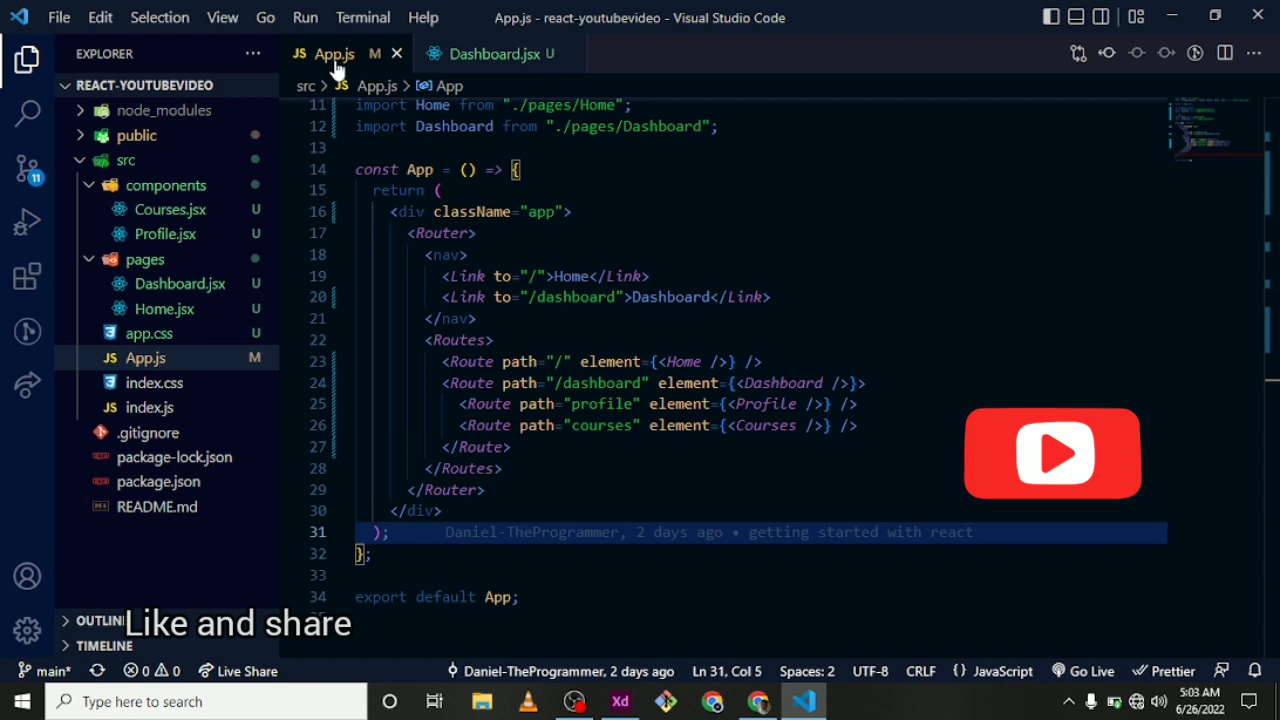 File Edit Selection View Go Run Terminal Help App.js - react-youtubevideo - Visual Studio Code
EXPLORER
JS App.js M
Dashboard.jsx U
REACT-YOUTUBEVIDEO
src > JS App.js > App
node_modules
public
src
components
Courses.jsx U
Profile.jsx U
pages
Dashboard.jsx U
Home.jsx U
app.css U
JS App.js M
index.css
JS index.js
.gitignore
package-lock.json
package.json
README.md
OUTLIN
TIMELINE
11
11 import Home from "./pages/Home";
12 import Dashboard from "./pages/Dashboard";
13
14 const App = () => {
15 return (
16 <div className="app">
17 <Router>
18 <nav>
19 <Link to="/">Home</Link>
20 <Link to="/dashboard">Dashboard</Link>
21 </nav>
22 <Routes>
23 <Route path="/" element={<Home />} />
24 <Route path="/dashboard" element={<Dashboard />}>
25 <Route path="profile" element={<Profile />} />
26 <Route path="courses" element={<Courses />} />
27 </Route>
28 </Routes>
29 </Router>
30 </div>
31 ); Daniel-TheProgrammer, 2 days ago • getting started with react
32 };
33
34 export default App;
Like and share
main* 0 0 Live Share Daniel-TheProgrammer, 2 days ago Ln 31, Col 5 Spaces: 2 UTF-8 CRLF {} JavaScript Go Live Prettier
Type here to search
Xd
5:03 AM
6/26/2022